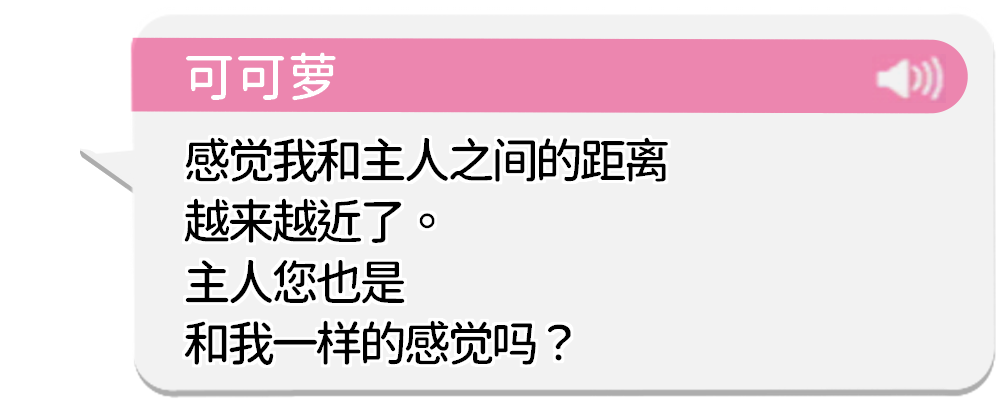 可可萝
感觉我和主人之间的距离
越来越近了。
主人您也是
和我一样的感觉吗？